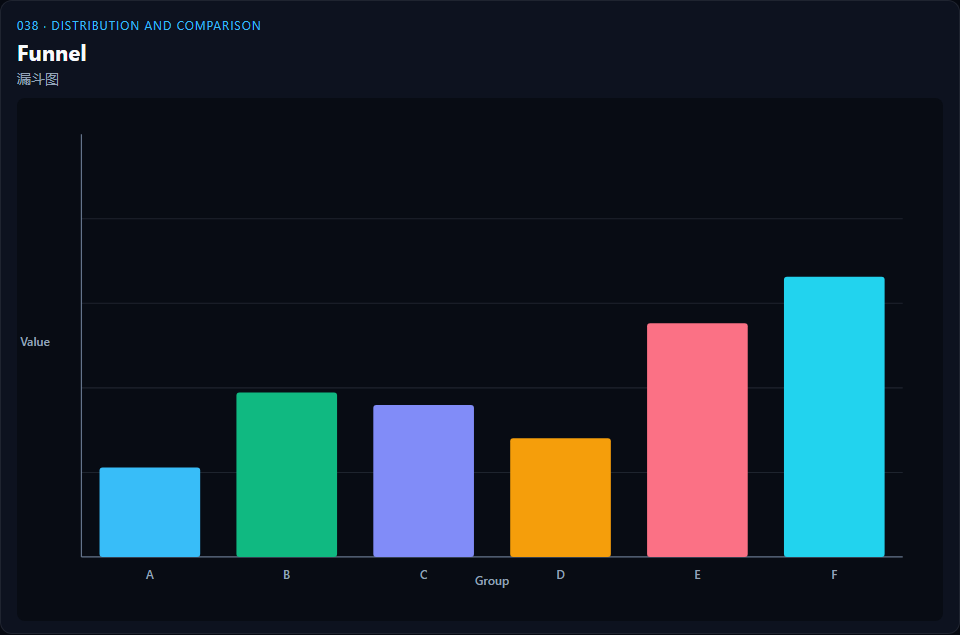 038 · DISTRIBUTION AND COMPARISON
Funnel
漏斗图
Value
A B C D E F
Group